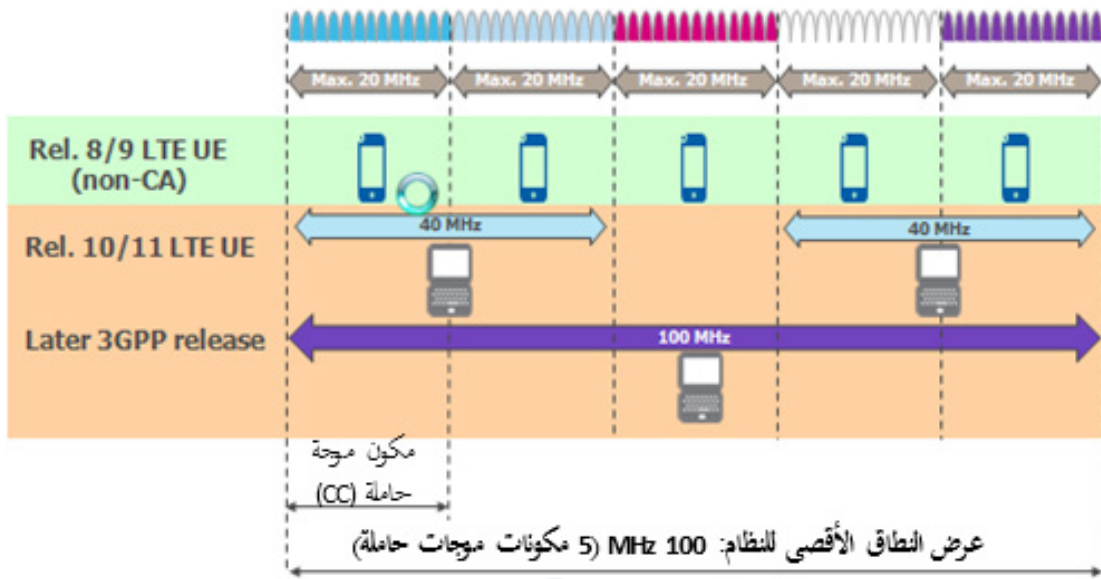 Max. 20 MHz Max. 20 MHz Max. 20 MHz Max. 20 MHz Max. 20 MHz
Rel. 8/9 LTE UE
(non-CA)
40 MHz 40 MHz
Rel. 10/11 LTE UE
Later 3GPP release
100 MHz
مكون موجة
حاملة (CC)
عرض النطاق الأقصى للنظام: 100 MHz (5 مكونات موجات حاملة)